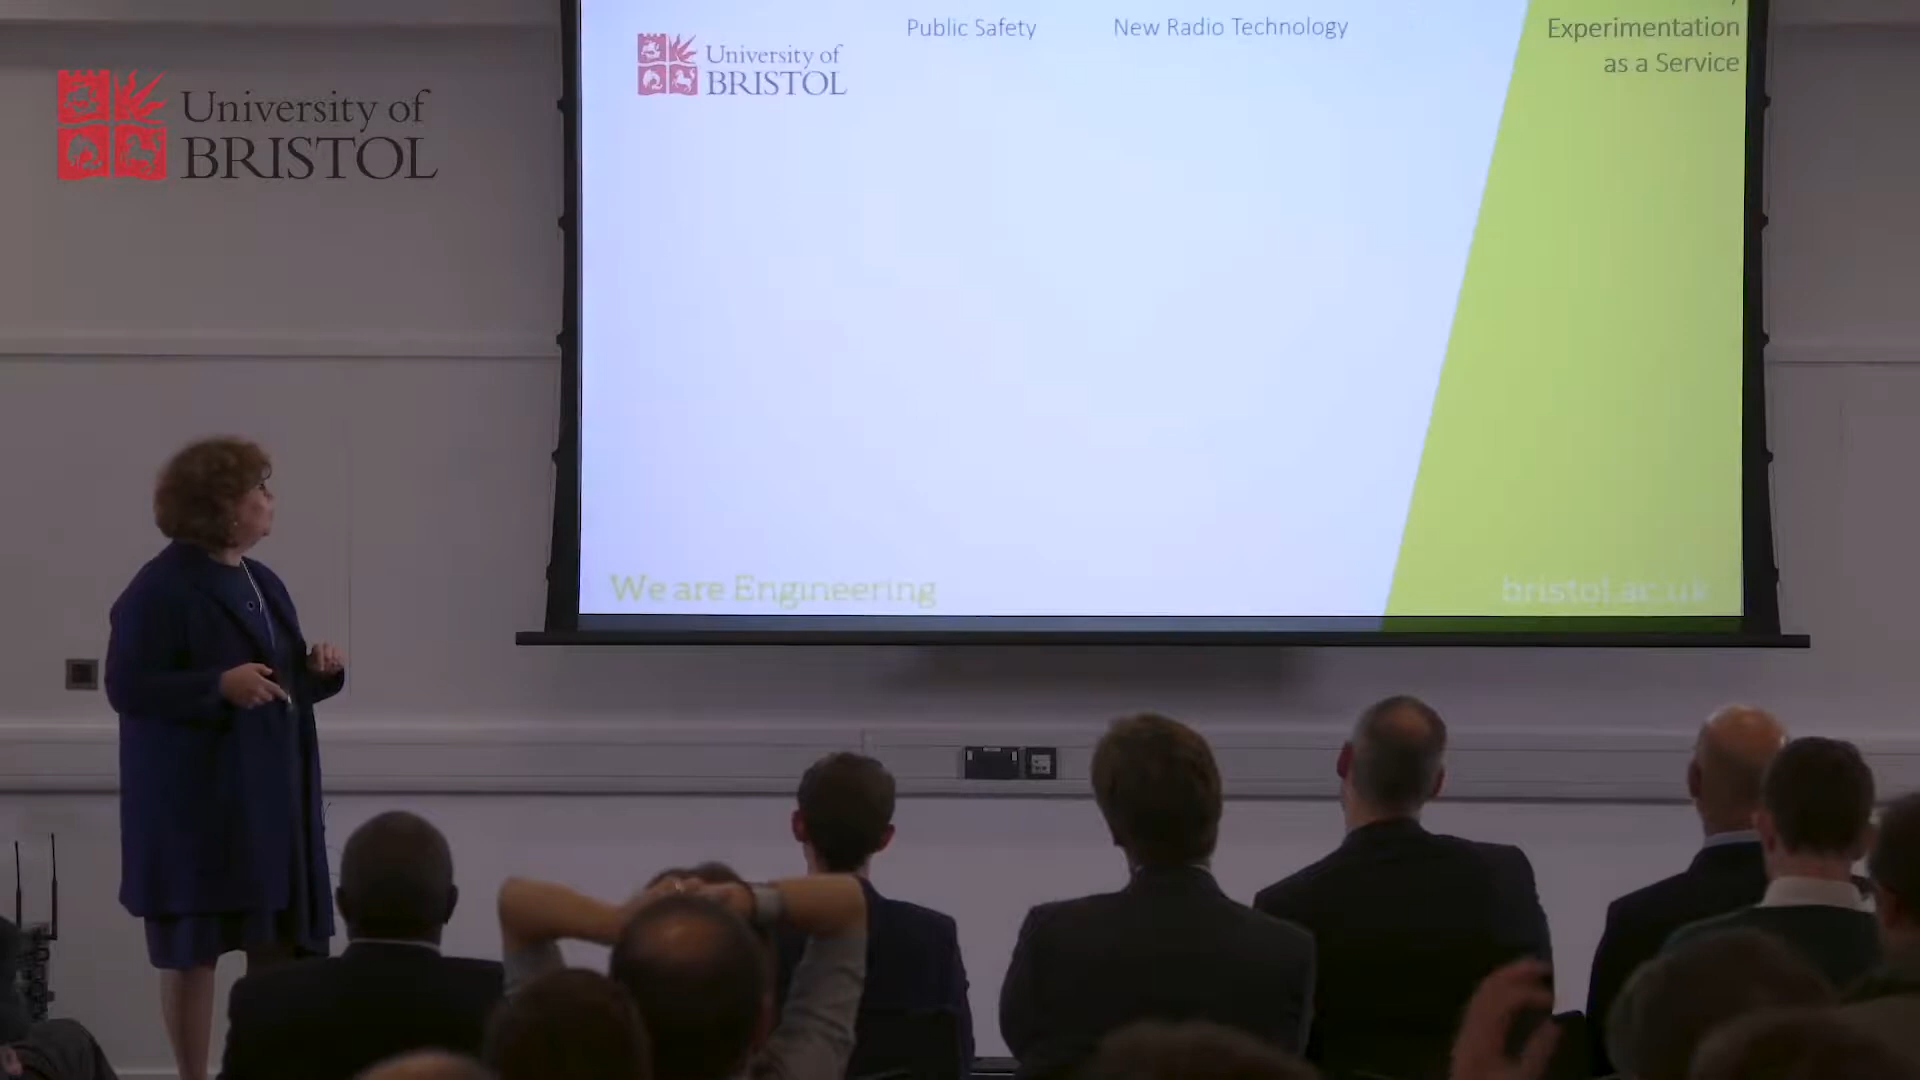 University of
BRISTOL
Public Safety
New Radio Technology
Experimentation
as a Service
University of
BRISTOL
We are Engineering
bristol.ac.uk